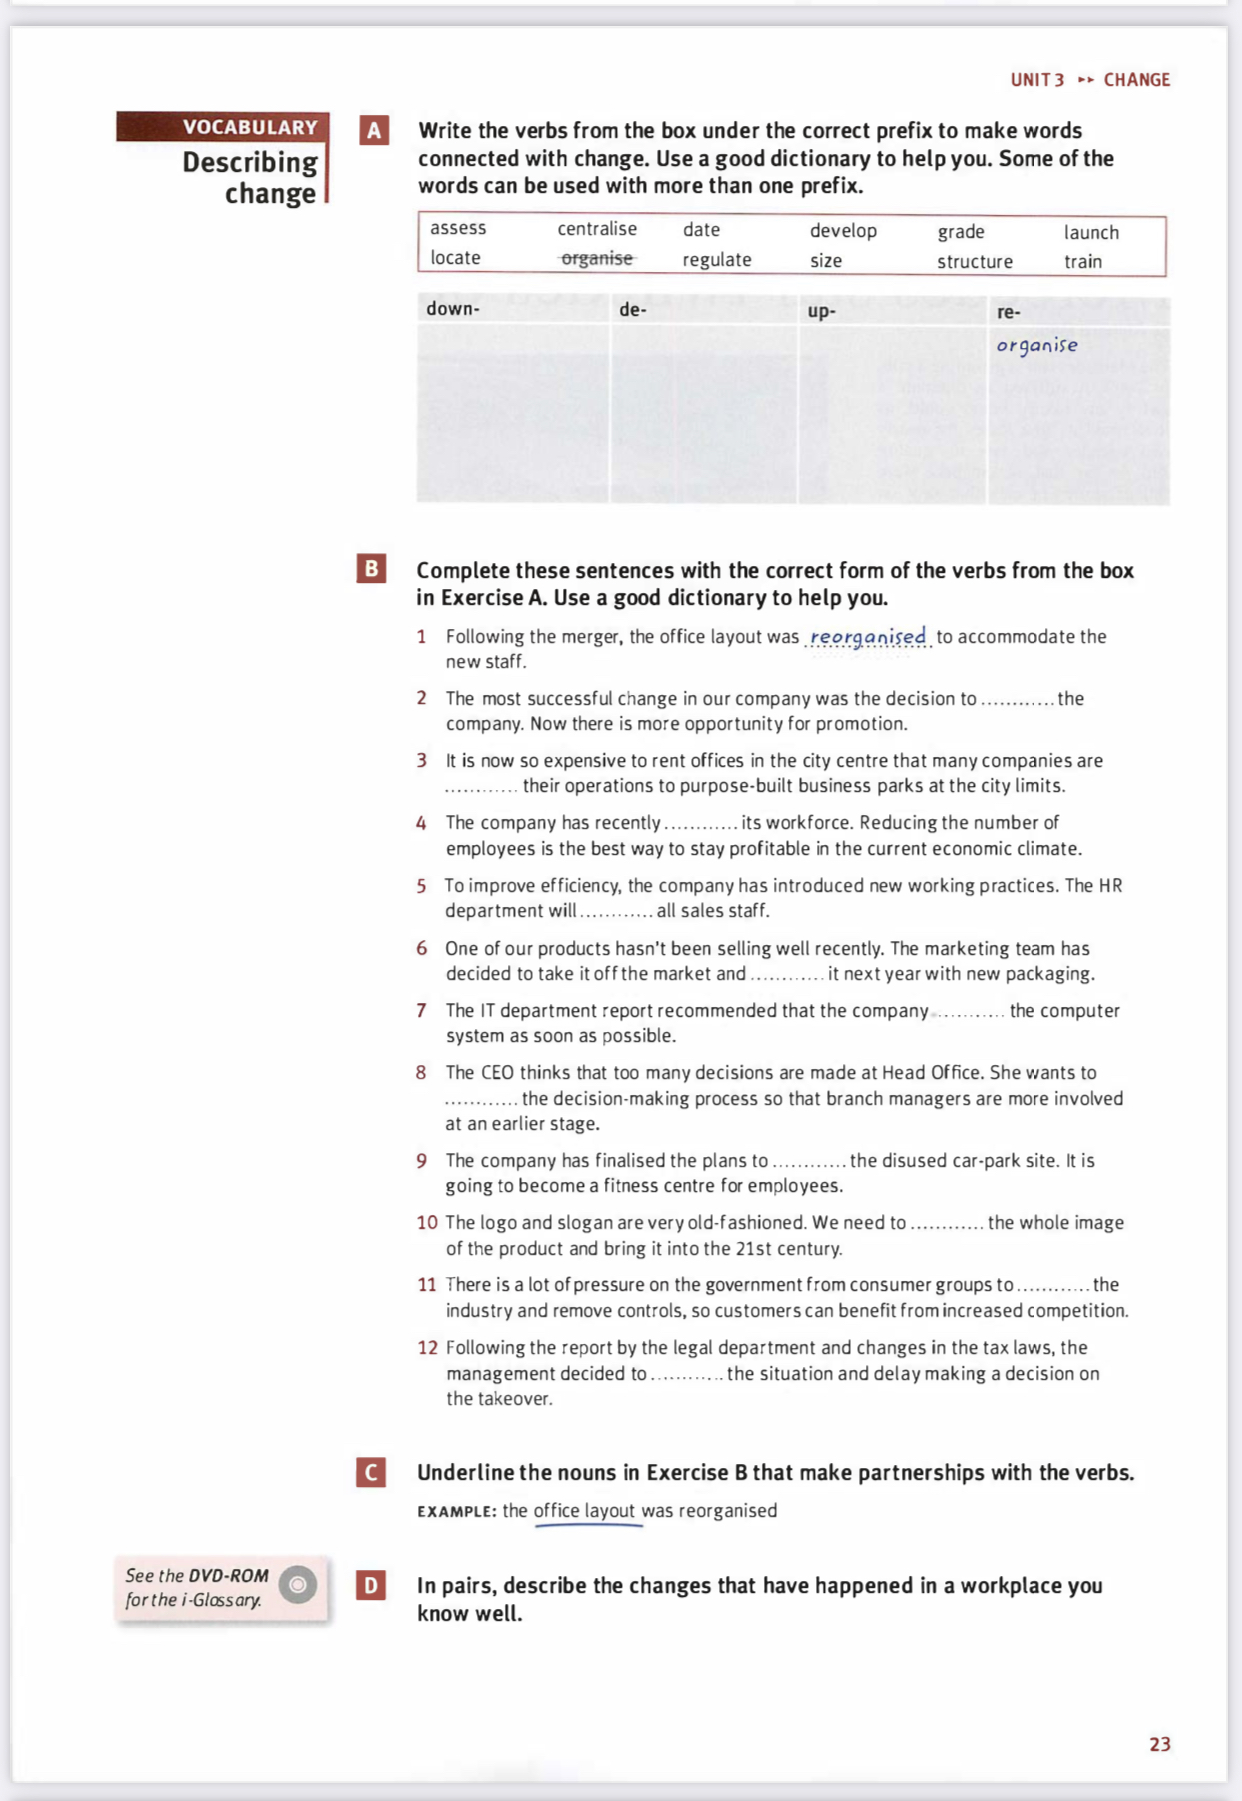 UNIT 3 ▸▸ CHANGE
VOCABULARY
Describing
change
A
Write the verbs from the box under the correct prefix to make words
connected with change. Use a good dictionary to help you. Some of the
words can be used with more than one prefix.
assess centralise date develop grade launch
locate organise regulate size structure train
down- de- up- re-
organise
B
Complete these sentences with the correct form of the verbs from the box
in Exercise A. Use a good dictionary to help you.
1 Following the merger, the office layout was reorganised to accommodate the
new staff.
2 The most successful change in our company was the decision to ............ the
company. Now there is more opportunity for promotion.
3 It is now so expensive to rent offices in the city centre that many companies are
............ their operations to purpose-built business parks at the city limits.
4 The company has recently ............ its workforce. Reducing the number of
employees is the best way to stay profitable in the current economic climate.
5 To improve efficiency, the company has introduced new working practices. The HR
department will ............ all sales staff.
6 One of our products hasn't been selling well recently. The marketing team has
decided to take it off the market and ............ it next year with new packaging.
7 The IT department report recommended that the company ............ the computer
system as soon as possible.
8 The CEO thinks that too many decisions are made at Head Office. She wants to
............ the decision-making process so that branch managers are more involved
at an earlier stage.
9 The company has finalised the plans to ............ the disused car-park site. It is
going to become a fitness centre for employees.
10 The logo and slogan are very old-fashioned. We need to ............ the whole image
of the product and bring it into the 21st century.
11 There is a lot of pressure on the government from consumer groups to ............ the
industry and remove controls, so customers can benefit from increased competition.
12 Following the report by the legal department and changes in the tax laws, the
management decided to ............ the situation and delay making a decision on
the takeover.
C
Underline the nouns in Exercise B that make partnerships with the verbs.
EXAMPLE: the office layout was reorganised
See the DVD-ROM
for the i-Glossary.
D
In pairs, describe the changes that have happened in a workplace you
know well.
23